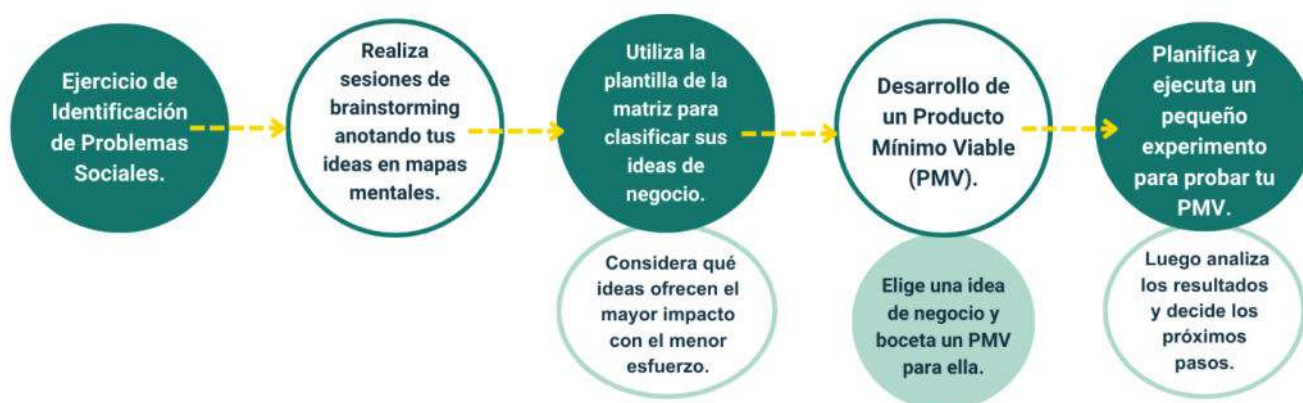 Ejercicio de
Identificación
de Problemas
Sociales.
Realiza
sesiones de
brainstorming
anotando tus
ideas en mapas
mentales.
Utiliza la
plantilla de la
matriz para
clasificar sus
ideas de
negocio.
Considera qué
ideas ofrecen el
mayor impacto
con el menor
esfuerzo.
Desarrollo de
un Producto
Mínimo Viable
(PMV).
Elige una idea
de negocio y
boceta un PMV
para ella.
Planifica y
ejecuta un
pequeño
experimento
para probar tu
PMV.
Luego analiza
los resultados
y decide los
próximos
pasos.